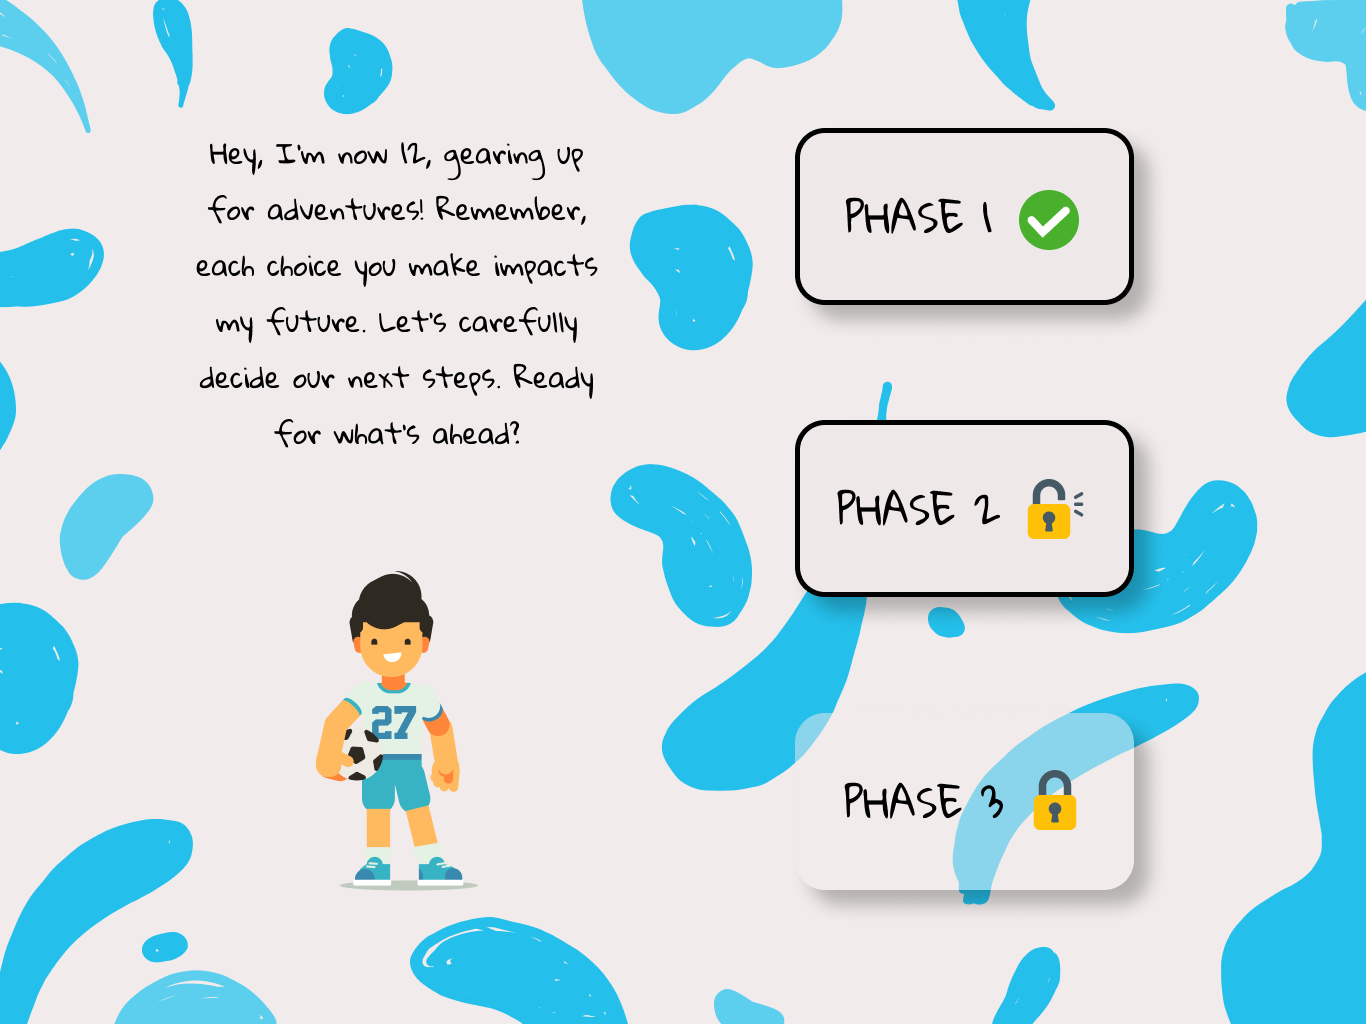 Hey, I'm now 12, gearing up
for adventures! Remember,
each choice you make impacts
my future. Let's carefully
decide our next steps. Ready
for what's ahead?
27
PHASE 1
PHASE 2
PHASE 3